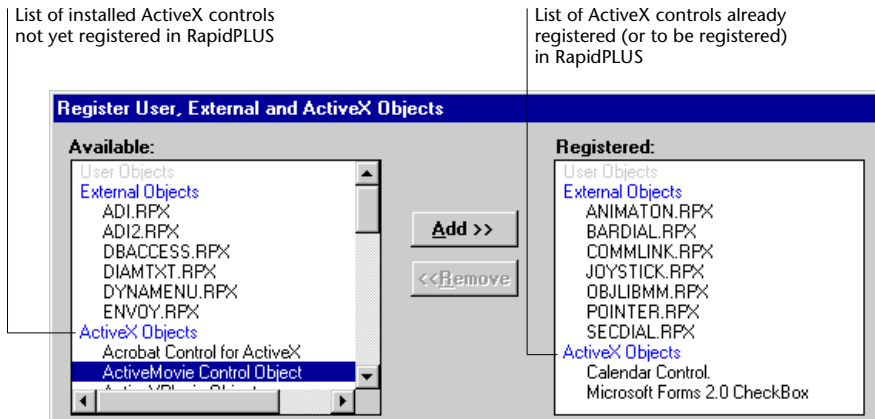 List of installed ActiveX controls
not yet registered in RapidPLUS
List of ActiveX controls already
registered (or to be registered)
in RapidPLUS
Register User, External and ActiveX Objects
Available:
User Objects
External Objects
ADI.RPX
ADI2.RPX
DBACCESS.RPX
DIAMTXT.RPX
DYNAMENU.RPX
ENVOY.RPX
ActiveX Objects
Acrobat Control for ActiveX
ActiveMovie Control Object
Add >>
<<Remove
Registered:
User Objects
External Objects
ANIMATON.RPX
BARDIAL.RPX
COMMLINK.RPX
JOYSTICK.RPX
OBJLIBMM.RPX
POINTER.RPX
SECDIAL.RPX
ActiveX Objects
Calendar Control.
Microsoft Forms 2.0 CheckBox